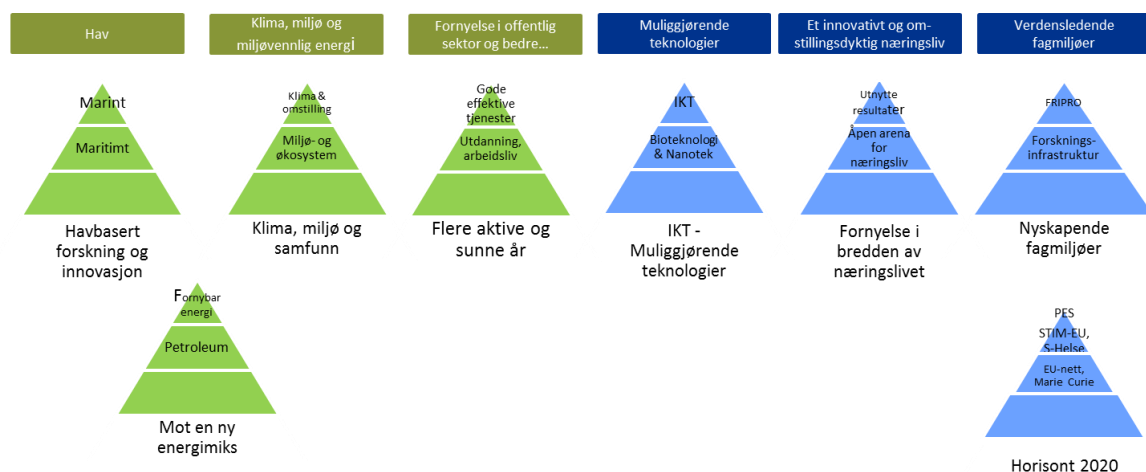 Hav
Klima, miljø og
miljøvennlig energi
Fornyelse i offentlig
sektor og bedre...
Muliggjørende
teknologier
Et innovativt og om-
stillingsdyktig næringsliv
Verdensledende
fagmiljøer
Marint
Maritimt
Havbasert
forskning og
innovasjon
Klima &
omstilling
Miljø- og
økosystem
Klima, miljø og
samfunn
Gode
effektive
tjenester
Utdanning,
arbeidsliv
Flere aktive og
sunne år
IKT
Bioteknologi
& Nanotek
IKT -
Muliggjørende
teknologier
Utnytte
resultater
Åpen arena
for
næringsliv
Fornyelse i
bredden av
næringslivet
FRIPRO
Forsknings-
infrastruktur
Nyskapende
fagmiljøer
Fornybar
energi
Petroleum
Mot en ny
energimiks
PES
STIM-EU,
S-Helse
EU-nett,
Marie Curie
Horisont 2020